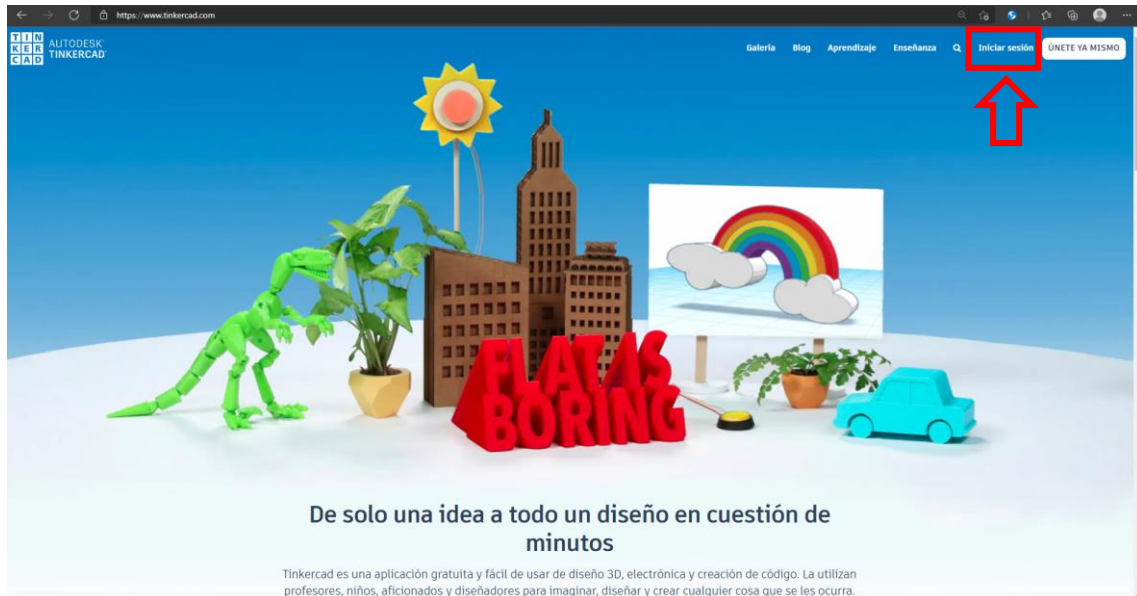 https://www.tinkercad.com
TIN
KER
CAD
AUTODESK®
TINKERCAD®
Galería Blog Aprendizaje Enseñanza Iniciar sesión ÚNETE YA MISMO
FLAT AS
BORING
De solo una idea a todo un diseño en cuestión de
minutos
Tinkercad es una aplicación gratuita y fácil de usar de diseño 3D, electrónica y creación de código. La utilizan
profesores, niños, aficionados y diseñadores para imaginar, diseñar y crear cualquier cosa que se les ocurra.